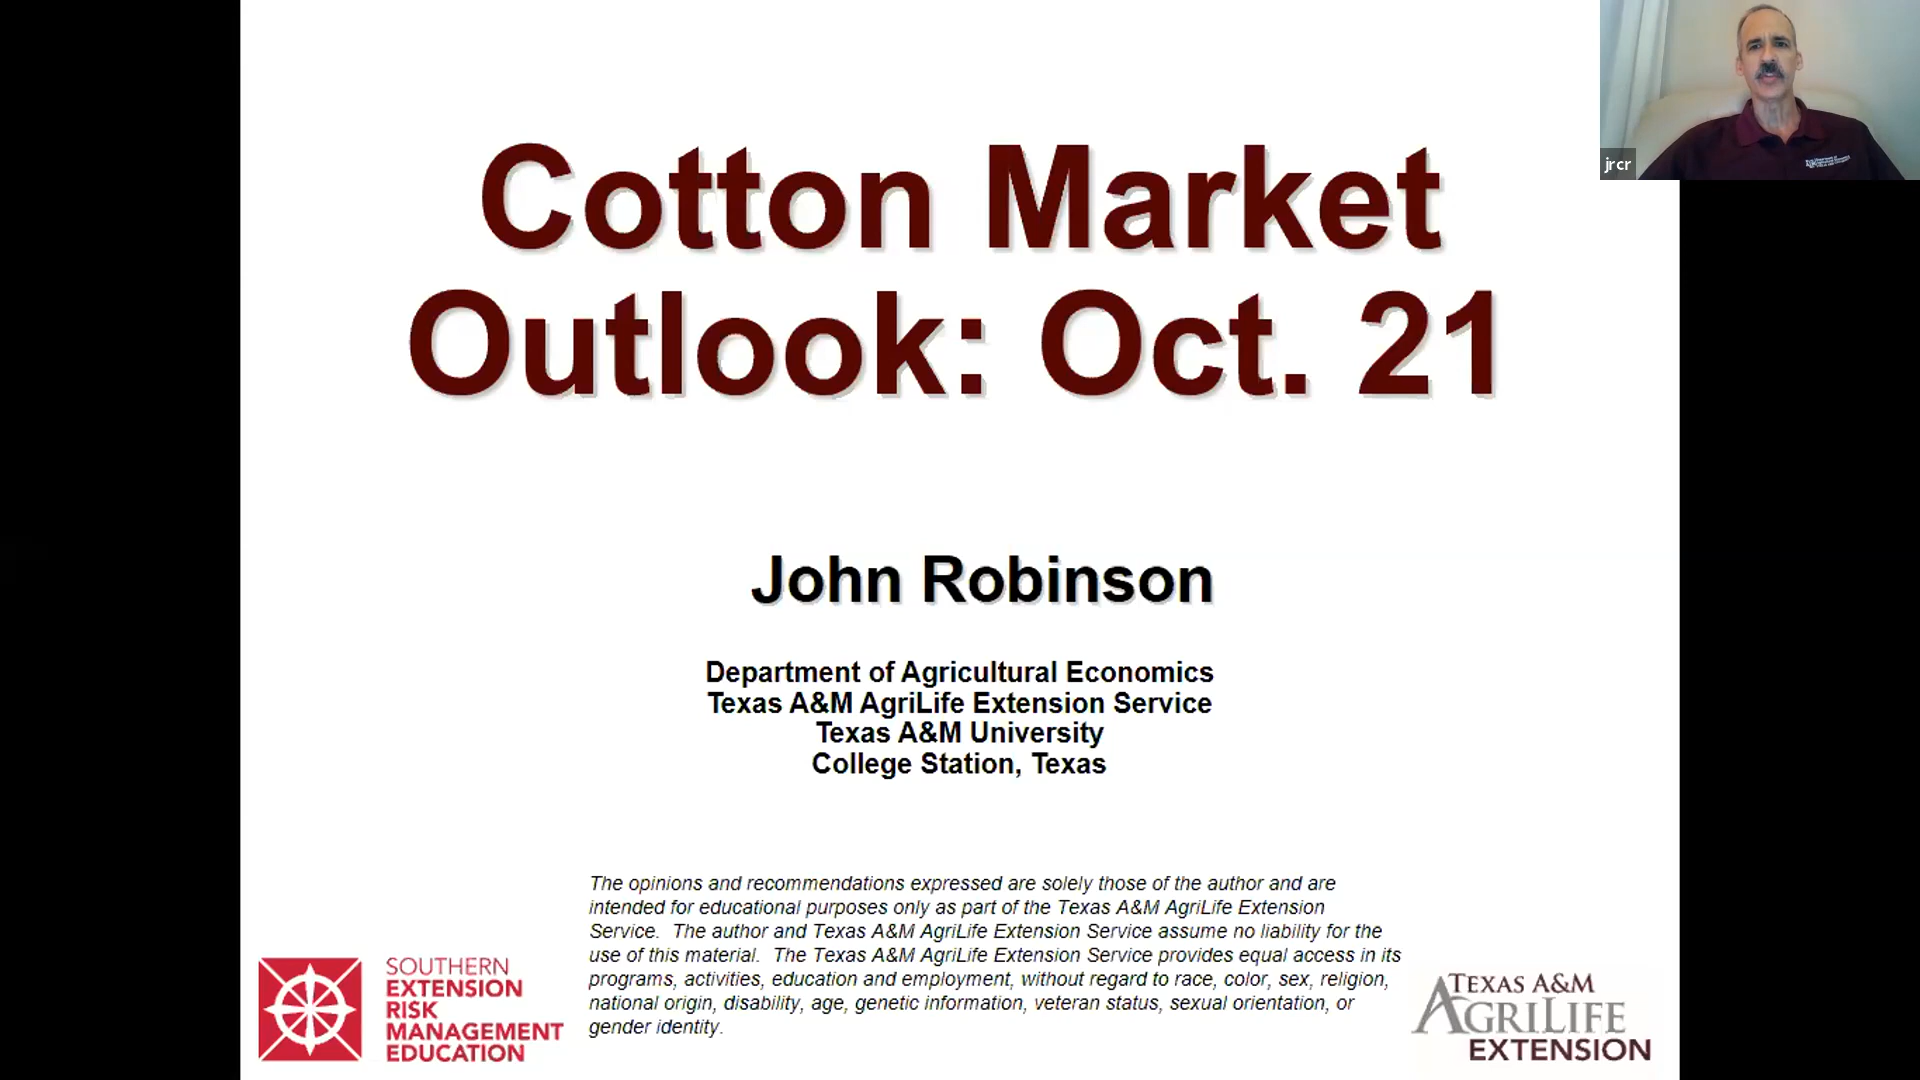 Cotton Market
Outlook: Oct. 21
jrcr
John Robinson
Department of Agricultural Economics
Texas A&M AgriLife Extension Service
Texas A&M University
College Station, Texas
The opinions and recommendations expressed are solely those of the author and are
intended for educational purposes only as part of the Texas A&M AgriLife Extension
Service.  The author and Texas A&M AgriLife Extension Service assume no liability for the
use of this material.  The Texas A&M AgriLife Extension Service provides equal access in its
programs, activities, education and employment, without regard to race, color, sex, religion,
national origin, disability, age, genetic information, veteran status, sexual orientation, or
gender identity.
SOUTHERN
EXTENSION
RISK
MANAGEMENT
EDUCATION
TEXAS A&M
AGRILIFE
EXTENSION